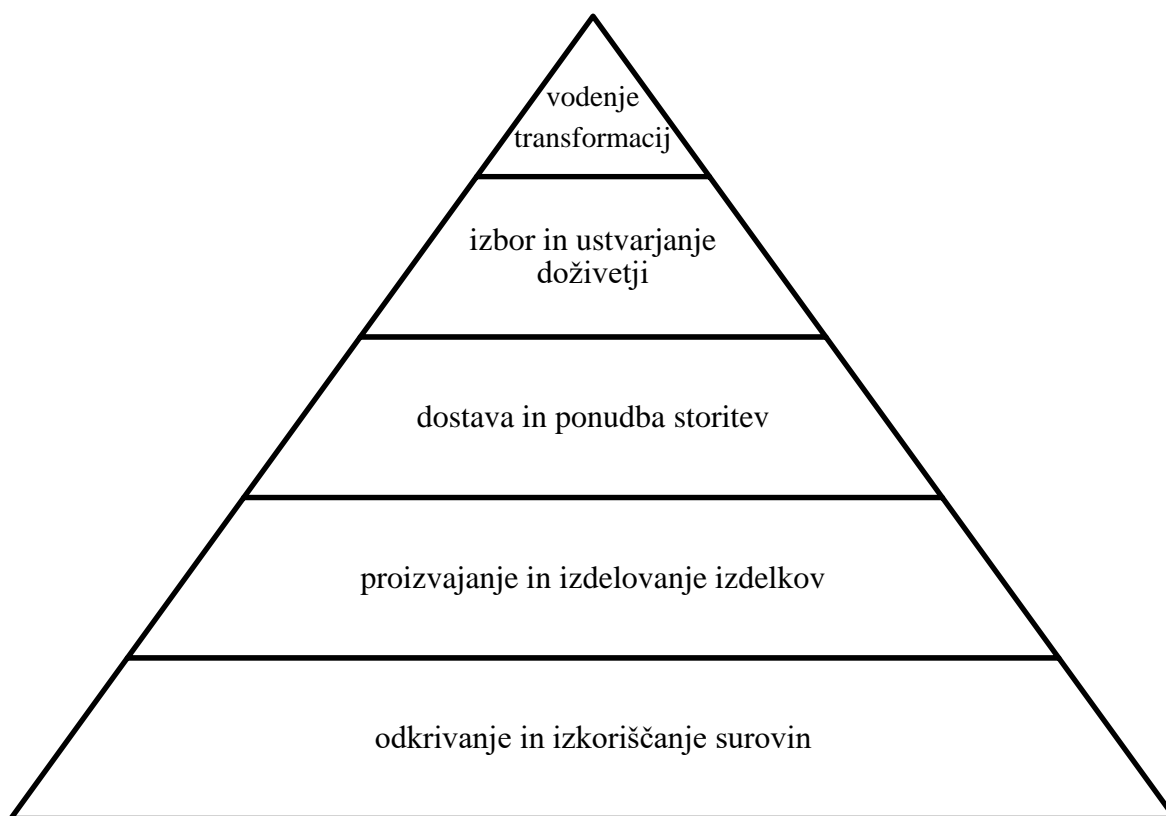 vodenje
transformacij
izbor in ustvarjanje
doživetji
dostava in ponudba storitev
proizvajanje in izdelovanje izdelkov
odkrivanje in izkoriščanje surovin